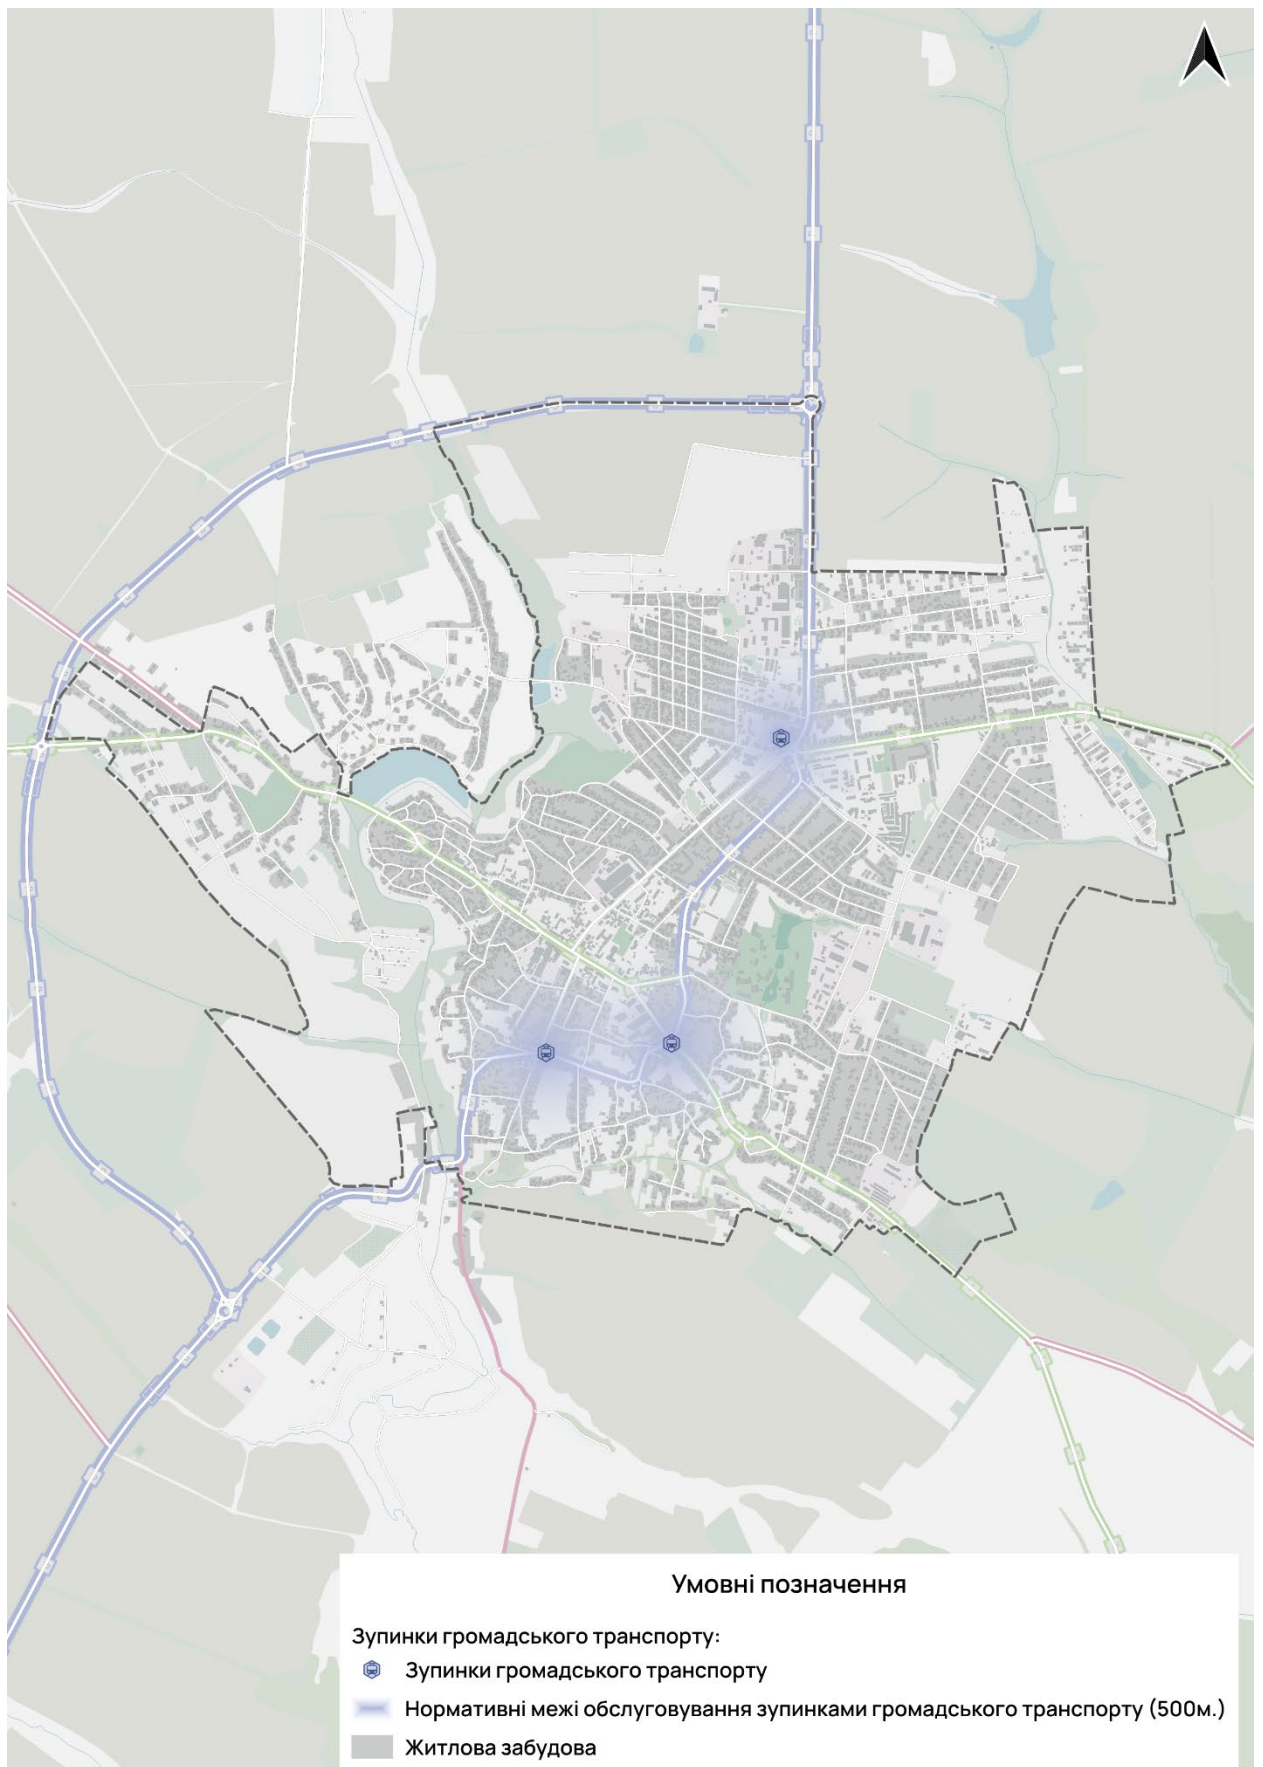 Умовні позначення
Зупинки громадського транспорту:
Зупинки громадського транспорту
Нормативні межі обслуговування зупинками громадського транспорту (500м.)
Житлова забудова